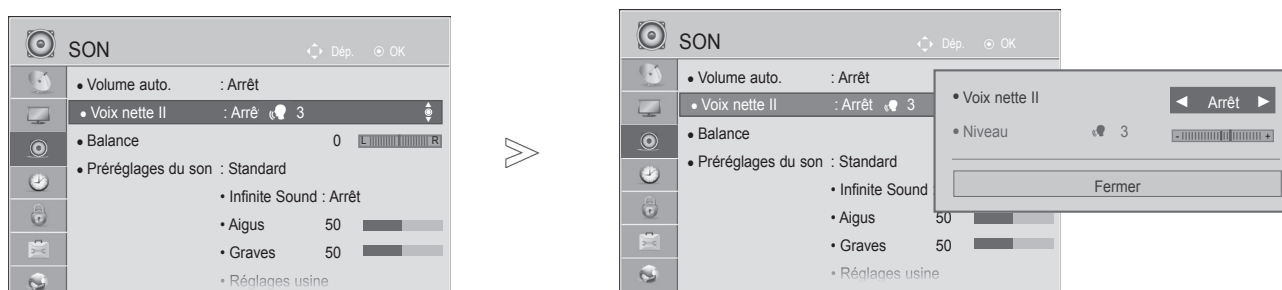 SON Dép. OK
• Volume auto. : Arrêt
• Voix nette II : Arrê 3
• Balance 0 L R
• Préréglages du son : Standard
• Infinite Sound : Arrêt
• Aigus 50
• Graves 50
• Réglages usine
>
SON Dép. OK
• Volume auto. : Arrêt
• Voix nette II : Arrêt 3
• Balance
• Préréglages du son : Standard
• Infinite Sound :
• Aigus 50
• Graves 50
• Réglages usine
• Voix nette II ◀ Arrêt ▶
• Niveau 3 - +
Fermer